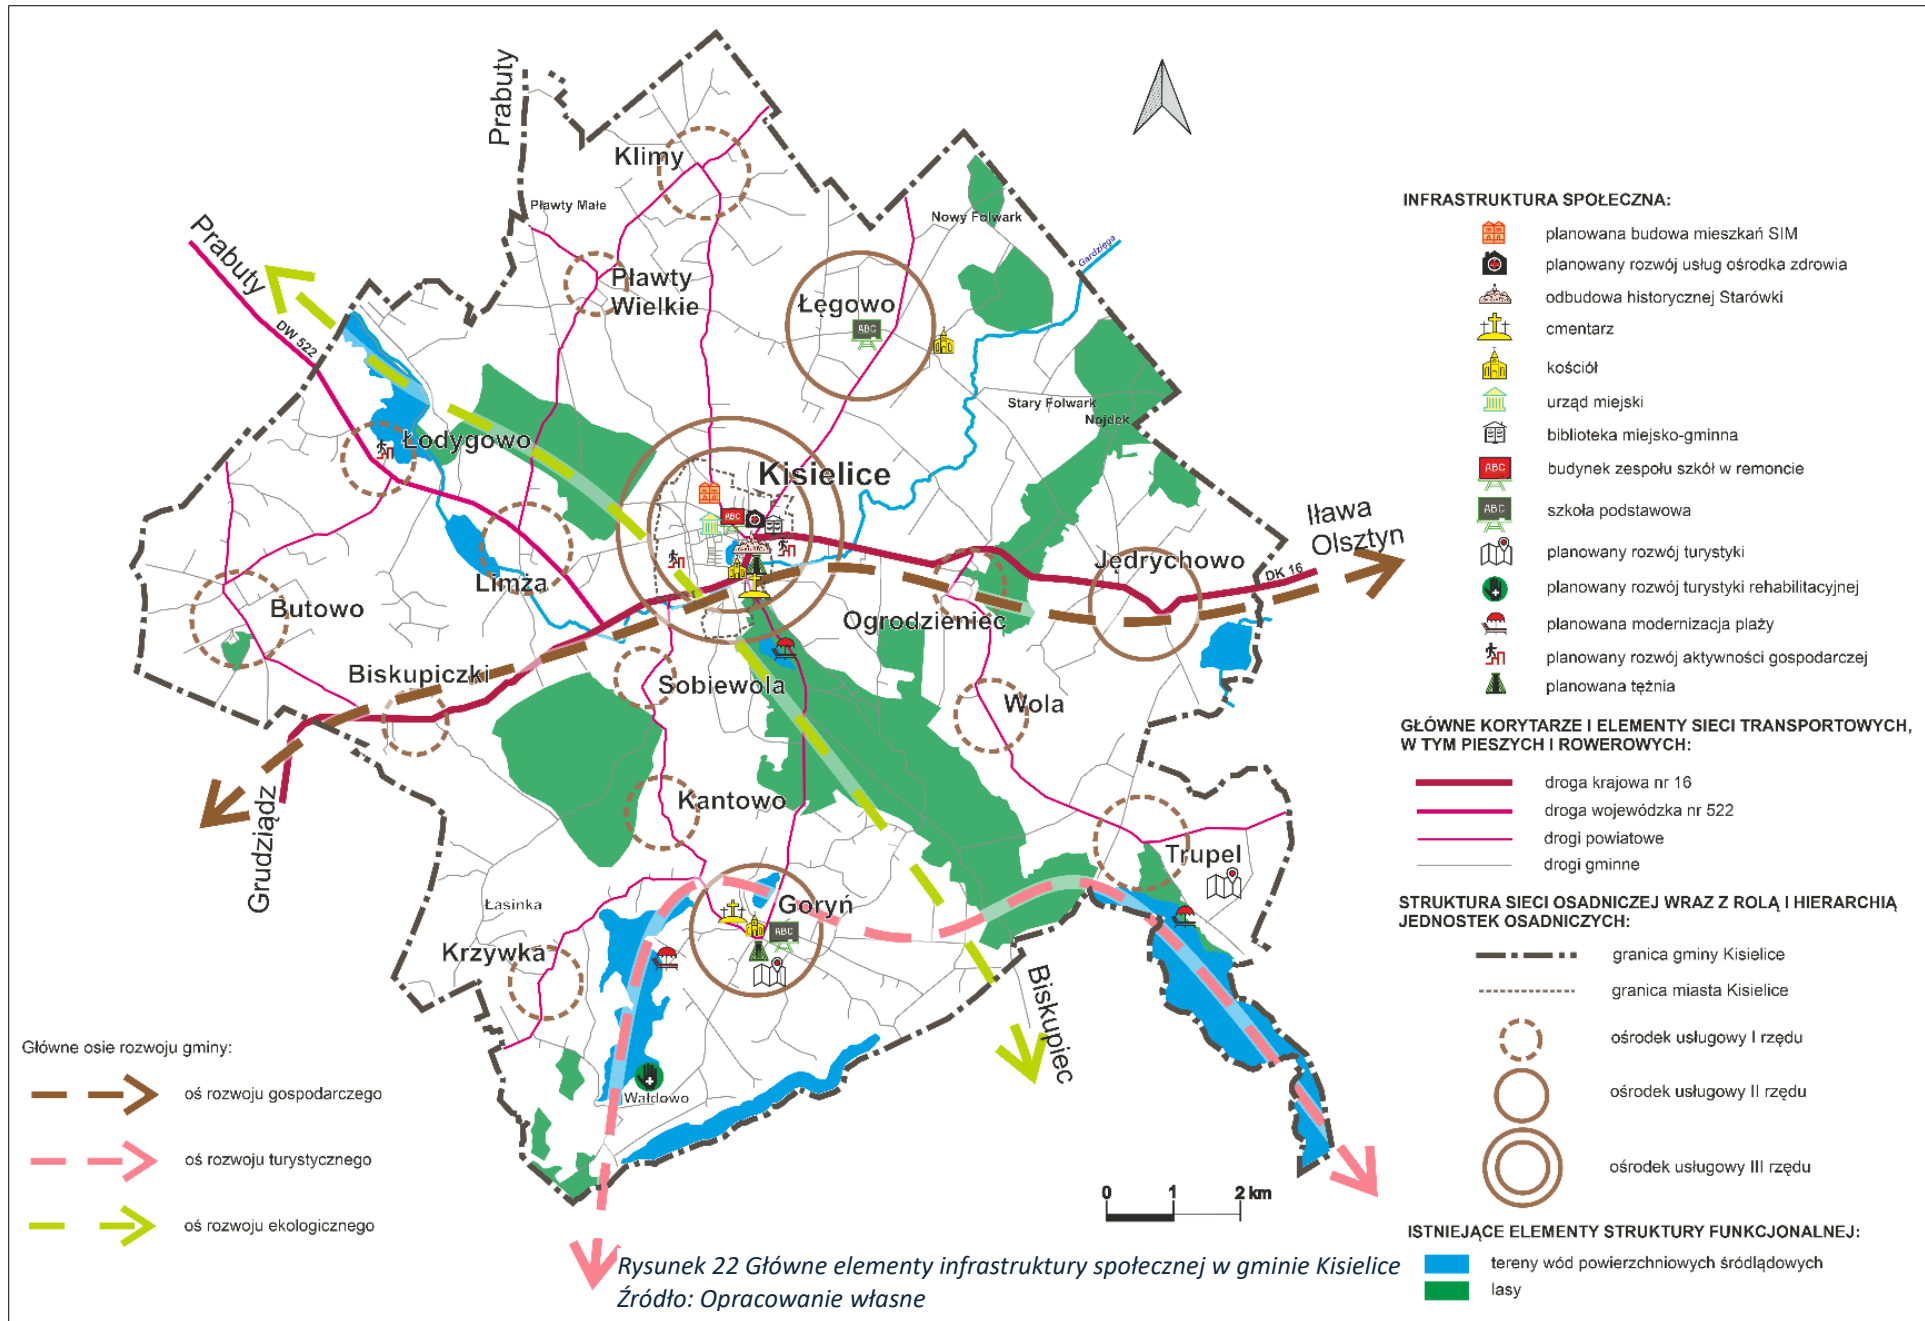 Prabuty
Klimy
Pławty Małe
Nowy Folwark
Gardzięga
Prabuty
DW 522
Pławty
Wielkie
Łęgowo
ABC
Stary Folwark
Nojdek
Łodygowo
Kisielice
ABC
Iława
Olsztyn
Jędrychowo
DK 16
Limża
Butowo
Ogrodzieniec
Biskupiczki
Sobiewola
Wola
Kantowo
Grudziądz
Trupel
Łasinka
Goryń
ABC
Krzywka
Biskupiec
Wałdowo
INFRASTRUKTURA SPOŁECZNA:
planowana budowa mieszkań SIM
planowany rozwój usług ośrodka zdrowia
odbudowa historycznej Starówki
cmentarz
kościół
urząd miejski
biblioteka miejsko-gminna
ABC budynek zespołu szkół w remoncie
ABC szkoła podstawowa
planowany rozwój turystyki
planowany rozwój turystyki rehabilitacyjnej
planowana modernizacja plaży
planowany rozwój aktywności gospodarczej
planowana tężnia
GŁÓWNE KORYTARZE I ELEMENTY SIECI TRANSPORTOWYCH,
W TYM PIESZYCH I ROWEROWYCH:
droga krajowa nr 16
droga wojewódzka nr 522
drogi powiatowe
drogi gminne
STRUKTURA SIECI OSADNICZEJ WRAZ Z ROLĄ I HIERARCHIĄ
JEDNOSTEK OSADNICZYCH:
granica gminy Kisielice
granica miasta Kisielice
ośrodek usługowy I rzędu
ośrodek usługowy II rzędu
ośrodek usługowy III rzędu
ISTNIEJĄCE ELEMENTY STRUKTURY FUNKCJONALNEJ:
tereny wód powierzchniowych śródlądowych
lasy
Główne osie rozwoju gminy:
oś rozwoju gospodarczego
oś rozwoju turystycznego
oś rozwoju ekologicznego
0 1 2 km
Rysunek 22 Główne elementy infrastruktury społecznej w gminie Kisielice
Źródło: Opracowanie własne